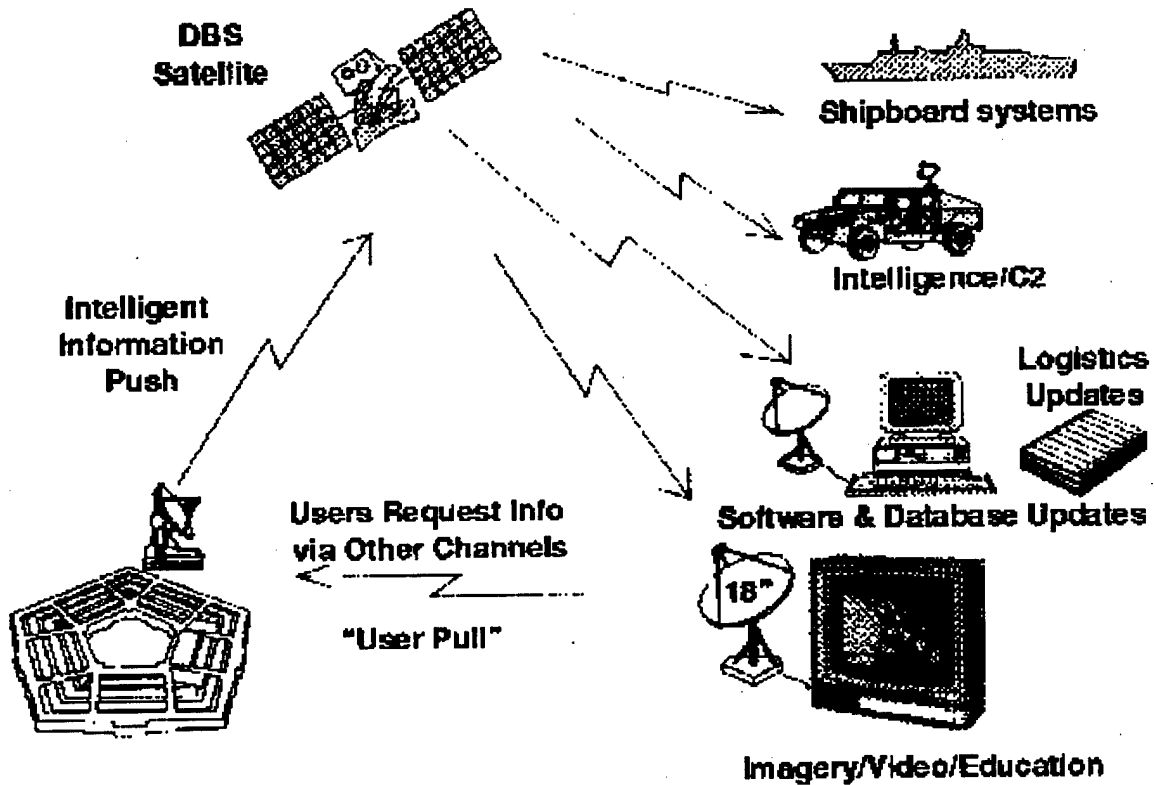 DBS
Satellite
Shipboard systems
Intelligence/C2
Intelligent
Information
Push
Logistics
Updates
Users Request Info
via Other Channels
Software & Database Updates
18"
"User Pull"
Imagery/Video/Education